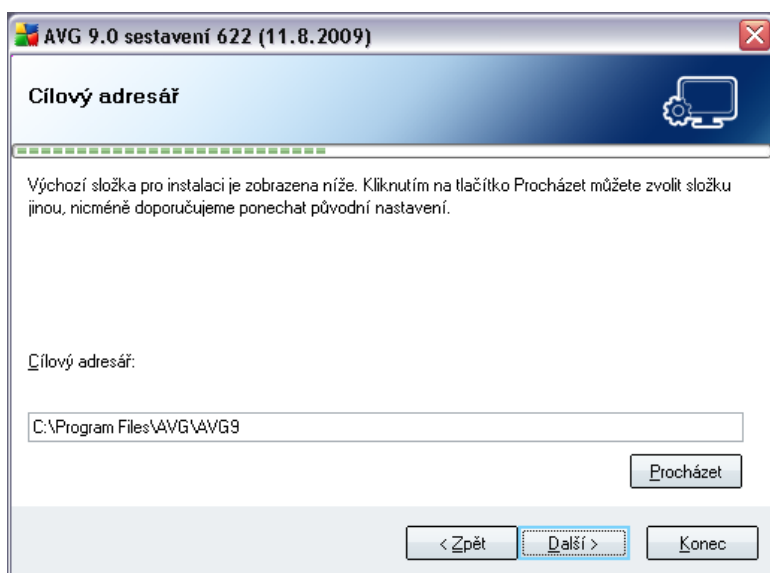 AVG 9.0 sestavení 622 (11.8.2009)
Cílový adresář
Výchozí složka pro instalaci je zobrazena níže. Kliknutím na tlačítko Procházet můžete zvolit složku
jinou, nicméně doporučujeme ponechat původní nastavení.
Cílový adresář:
C:\Program Files\AVG\AVG9
Procházet
< Zpět
Další >
Konec